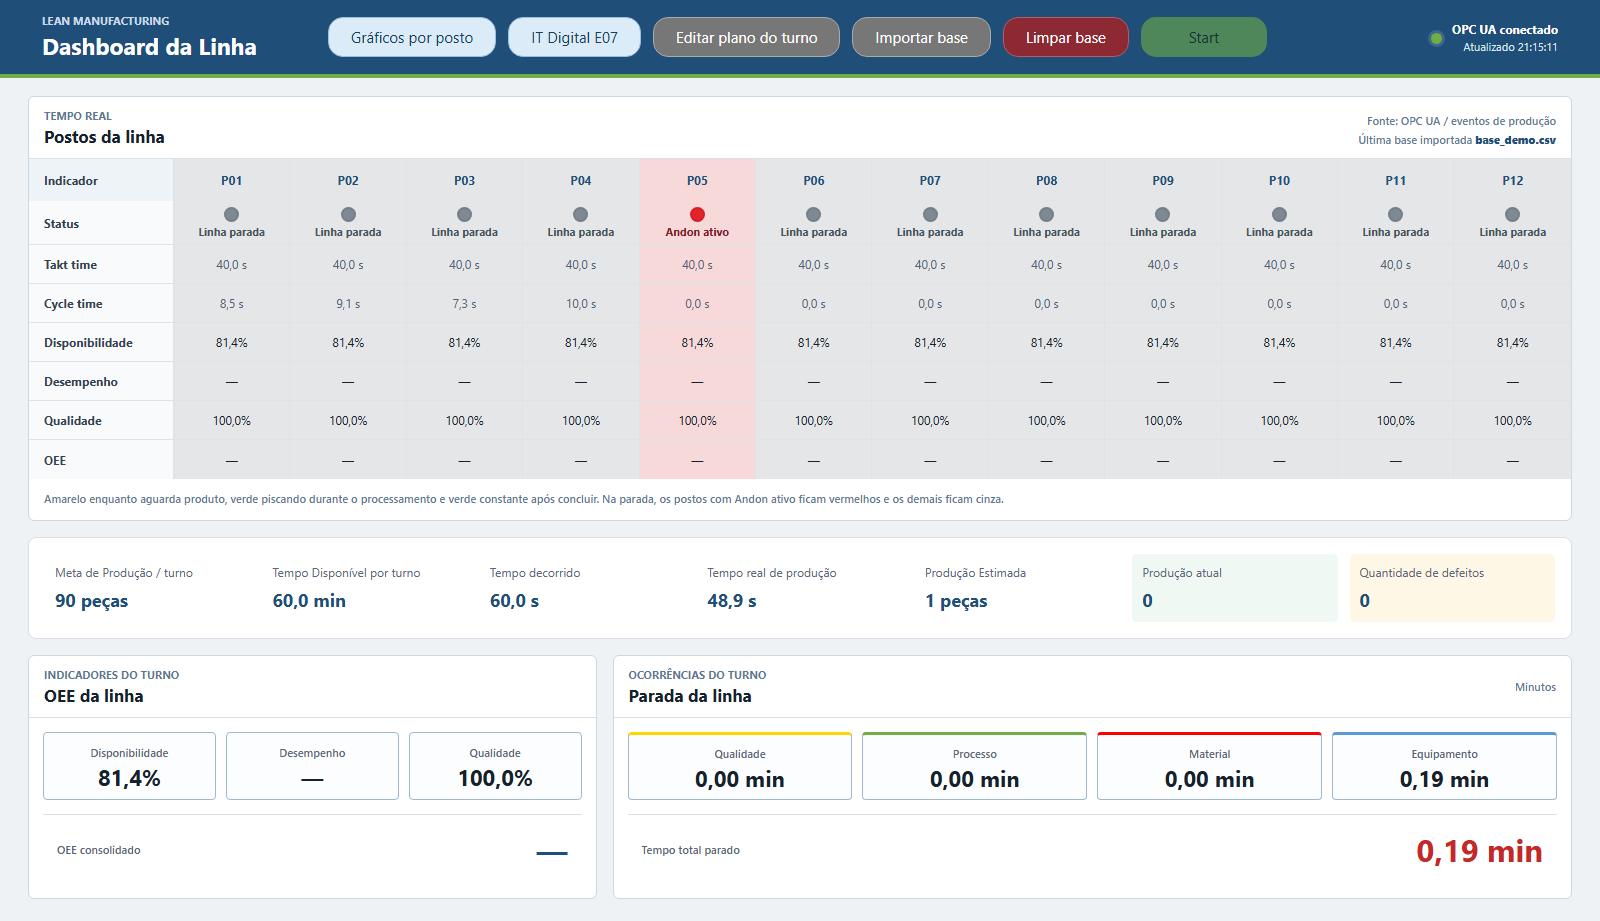 LEAN MANUFACTURING
Dashboard da Linha
Gráficos por posto
IT Digital E07
Editar plano do turno
Importar base
Limpar base
Start
OPC UA conectado
Atualizado 21:15:11
TEMPO REAL
Postos da linha
Fonte: OPC UA / eventos de produção
Última base importada base_demo.csv
Indicador P01 P02 P03 P04 P05 P06 P07 P08 P09 P10 P11 P12
Status Linha parada Linha parada Linha parada Linha parada Andon ativo Linha parada Linha parada Linha parada Linha parada Linha parada Linha parada Linha parada
Takt time 40,0 s 40,0 s 40,0 s 40,0 s 40,0 s 40,0 s 40,0 s 40,0 s 40,0 s 40,0 s 40,0 s 40,0 s
Cycle time 8,5 s 9,1 s 7,3 s 10,0 s 0,0 s 0,0 s 0,0 s 0,0 s 0,0 s 0,0 s 0,0 s 0,0 s
Disponibilidade 81,4% 81,4% 81,4% 81,4% 81,4% 81,4% 81,4% 81,4% 81,4% 81,4% 81,4% 81,4%
Desempenho — — — — — — — — — — — —
Qualidade 100,0% 100,0% 100,0% 100,0% 100,0% 100,0% 100,0% 100,0% 100,0% 100,0% 100,0% 100,0%
OEE — — — — — — — — — — — —
Amarelo enquanto aguarda produto, verde piscando durante o processamento e verde constante após concluir. Na parada, os postos com Andon ativo ficam vermelhos e os demais ficam cinza.
Meta de Produção / turno
90 peças
Tempo Disponível por turno
60,0 min
Tempo decorrido
60,0 s
Tempo real de produção
48,9 s
Produção Estimada
1 peças
Produção atual
0
Quantidade de defeitos
0
INDICADORES DO TURNO
OEE da linha
Disponibilidade
81,4%
Desempenho
—
Qualidade
100,0%
OEE consolidado
—
OCORRÊNCIAS DO TURNO
Parada da linha
Minutos
Qualidade
0,00 min
Processo
0,00 min
Material
0,00 min
Equipamento
0,19 min
Tempo total parado
0,19 min